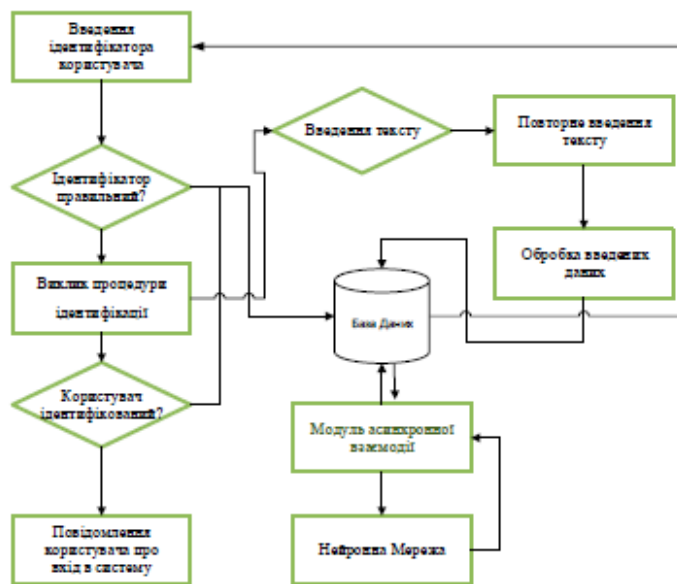 Введення
ідентифікатора
користувача
Ідентифікатор
правильний?
Виклик процедури
ідентифікації
Користувач
ідентифікований?
Повідомлення
користувача про
вхід в систему
Введення тексту
Повторне введення
тексту
Обробка введених
даних
База Даних
Модуль асинхронної
взаємодії
Нейронна Мережа